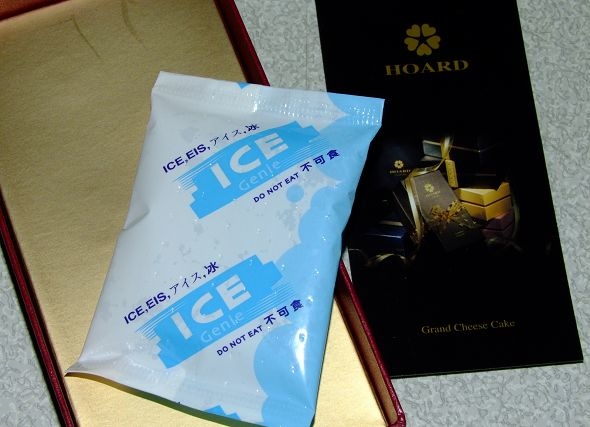 ICE,EIS,アイス,冰
ICE
Genie
DO NOT EAT 不可食
ICE,EIS,アイス,冰
ICE
Genie
DO NOT EAT 不可食
HOARD
HOARD
Grand Cheese Cake